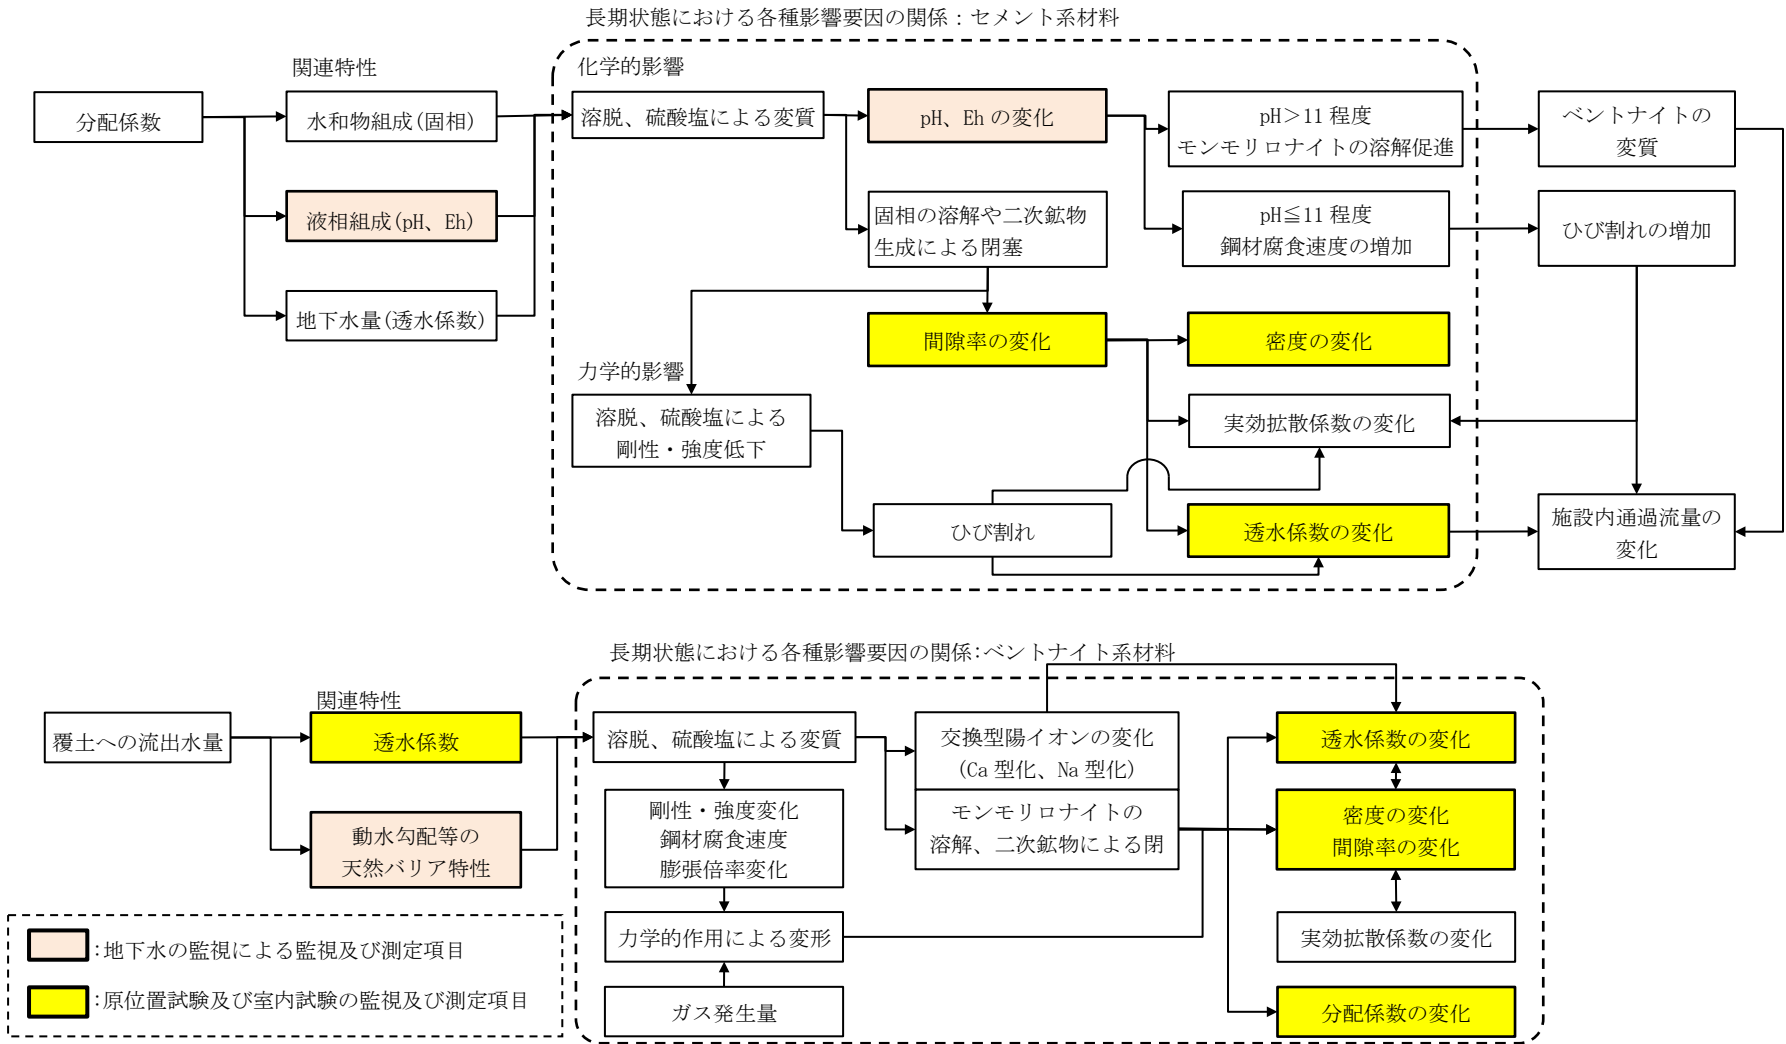 長期状態における各種影響要因の関係：セメント系材料
関連特性
化学的影響
分配係数
水和物組成(固相)
液相組成(pH、Eh)
地下水量(透水係数)
溶脱、硫酸塩による変質
pH、Eh の変化
pH＞11 程度
モンモリロナイトの溶解促進
ベントナイトの
変質
固相の溶解や二次鉱物
生成による閉塞
pH≦11 程度
鋼材腐食速度の増加
ひび割れの増加
間隙率の変化
密度の変化
力学的影響
溶脱、硫酸塩による
剛性・強度低下
実効拡散係数の変化
ひび割れ
透水係数の変化
施設内通過流量の
変化
長期状態における各種影響要因の関係:ベントナイト系材料
関連特性
覆土への流出水量
透水係数
動水勾配等の
天然バリア特性
溶脱、硫酸塩による変質
交換型陽イオンの変化
(Ca 型化、Na 型化)
モンモリロナイトの
溶解、二次鉱物による閉
剛性・強度変化
鋼材腐食速度
膨張倍率変化
力学的作用による変形
ガス発生量
透水係数の変化
密度の変化
間隙率の変化
実効拡散係数の変化
分配係数の変化
:地下水の監視による監視及び測定項目
:原位置試験及び室内試験の監視及び測定項目